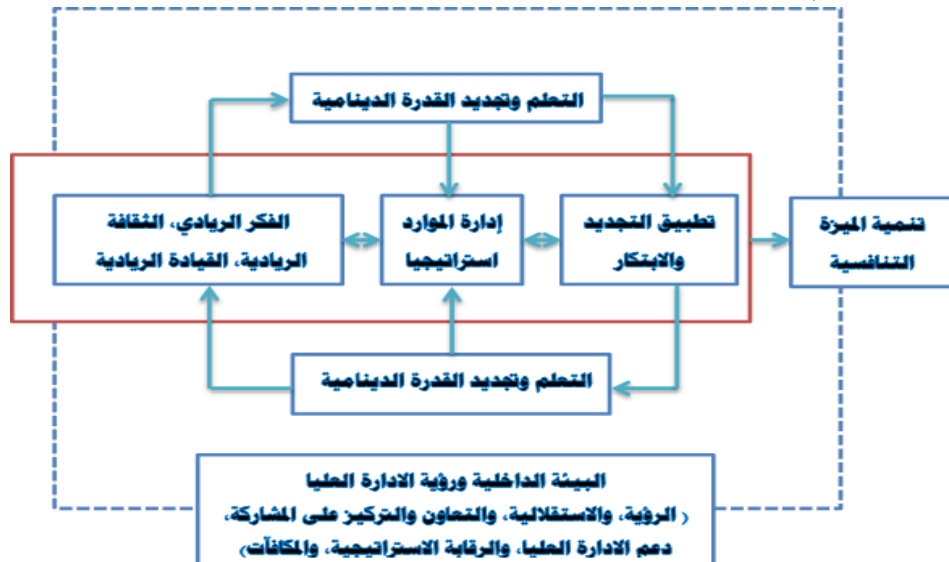 التعلم وتجديد القدرة الدينامية
الفكر الريادي، الثقافة
الريادية، القيادة الريادية
إدارة الموارد
استراتيجيا
تطبيق التجديد
والابتكار
تنمية الميزة
التنافسية
التعلم وتجديد القدرة الدينامية
البيئة الداخلية ورؤية الادارة العليا
( الرؤية، والاستقلالية، والتعاون والتركيز على المشاركة،
دعم الادارة العليا، والرقابة الاستراتيجية، والمكافآت)